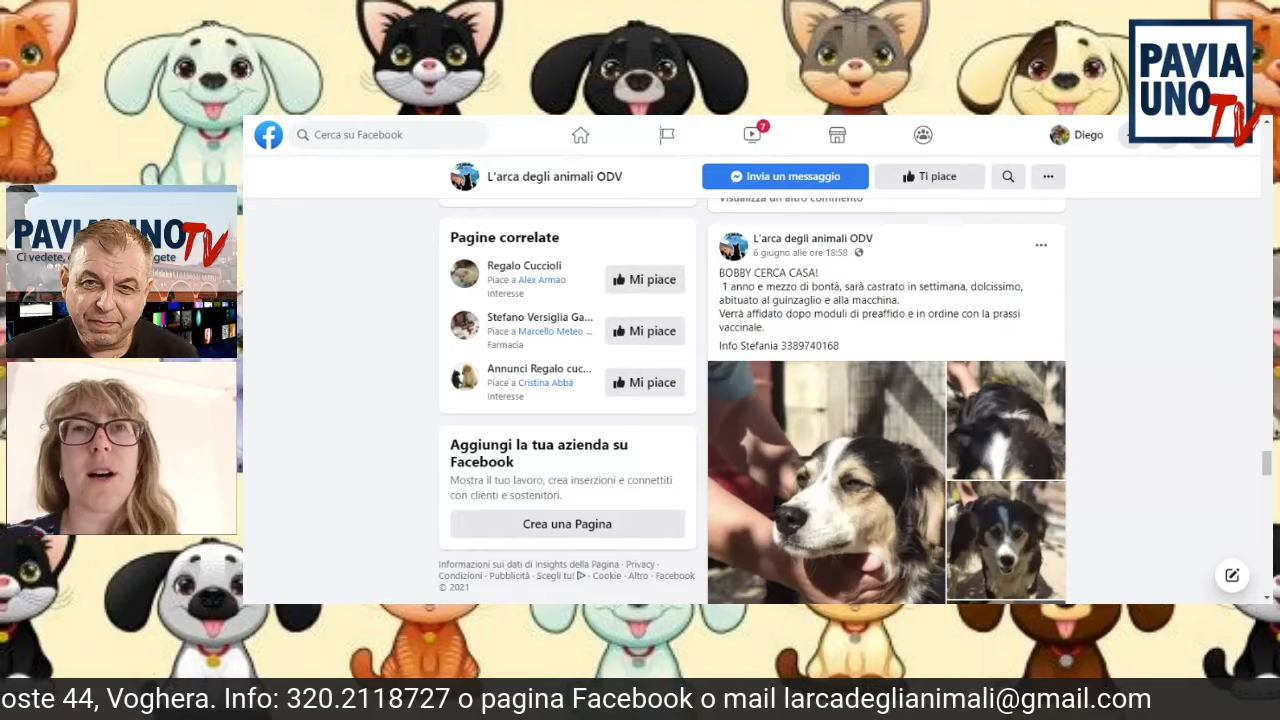 PAVIA
UNO
TV
Cerca su Facebook
7
Diego
L'arca degli animali ODV
Invia un messaggio
Ti piace
Visualizza un altro commento
Pagine correlate
Regalo Cuccioli
Piace a Alex Armao
Interesse
Mi piace
Stefano Versiglia Ga...
Piace a Marcello Meteo ...
Farmacia
Mi piace
Annunci Regalo cuc...
Piace a Cristina Abbà
Interesse
Mi piace
Aggiungi la tua azienda su
Facebook
Mostra il tuo lavoro, crea inserzioni e connettiti
con clienti e sostenitori.
Crea una Pagina
Informazioni sui dati di Insights della Pagina · Privacy ·
Condizioni · Pubblicità · Scegli tu! · Cookie · Altro · Facebook
© 2021
L'arca degli animali ODV
6 giugno alle ore 18:58 ·
BOBBY CERCA CASA!
1 anno e mezzo di bontà, sarà castrato in settimana, dolcissimo,
abituato al guinzaglio e alla macchina.
Verrà affidato dopo moduli di preaffido e in ordine con la prassi
vaccinale.
Info Stefania 3389740168
TV
Ci vedete,
oste 44, Voghera. Info: 320.2118727 o pagina Facebook o mail larcadeglianimali@gmail.com